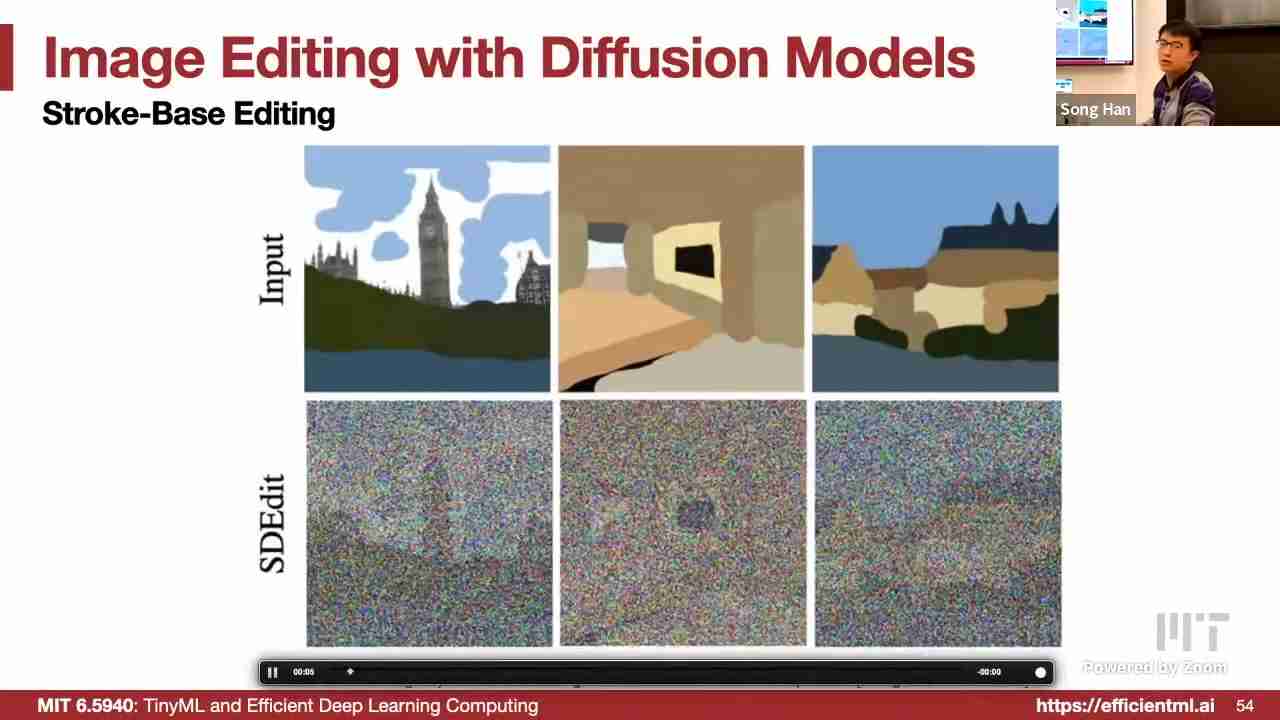 Image Editing with Diffusion Models
Stroke-Base Editing
Song Han
Input
SDEdit
00:05
-00:00
MIT
Powered by Zoom
MIT 6.5940: TinyML and Efficient Deep Learning Computing
https://efficientml.ai
54